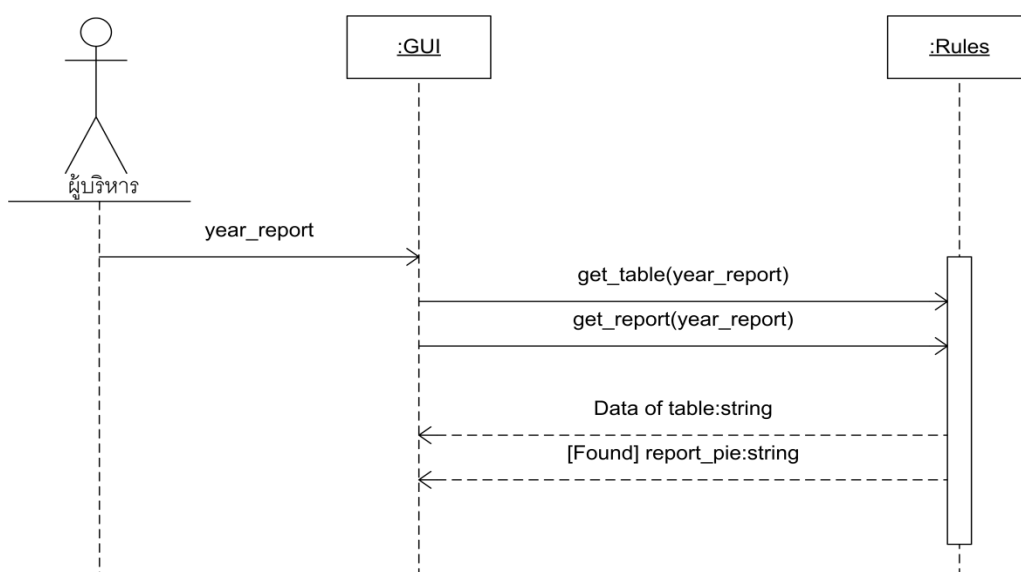 :GUI
:Rules
ผู้บริหาร
year_report
get_table(year_report)
get_report(year_report)
Data of table:string
[Found] report_pie:string